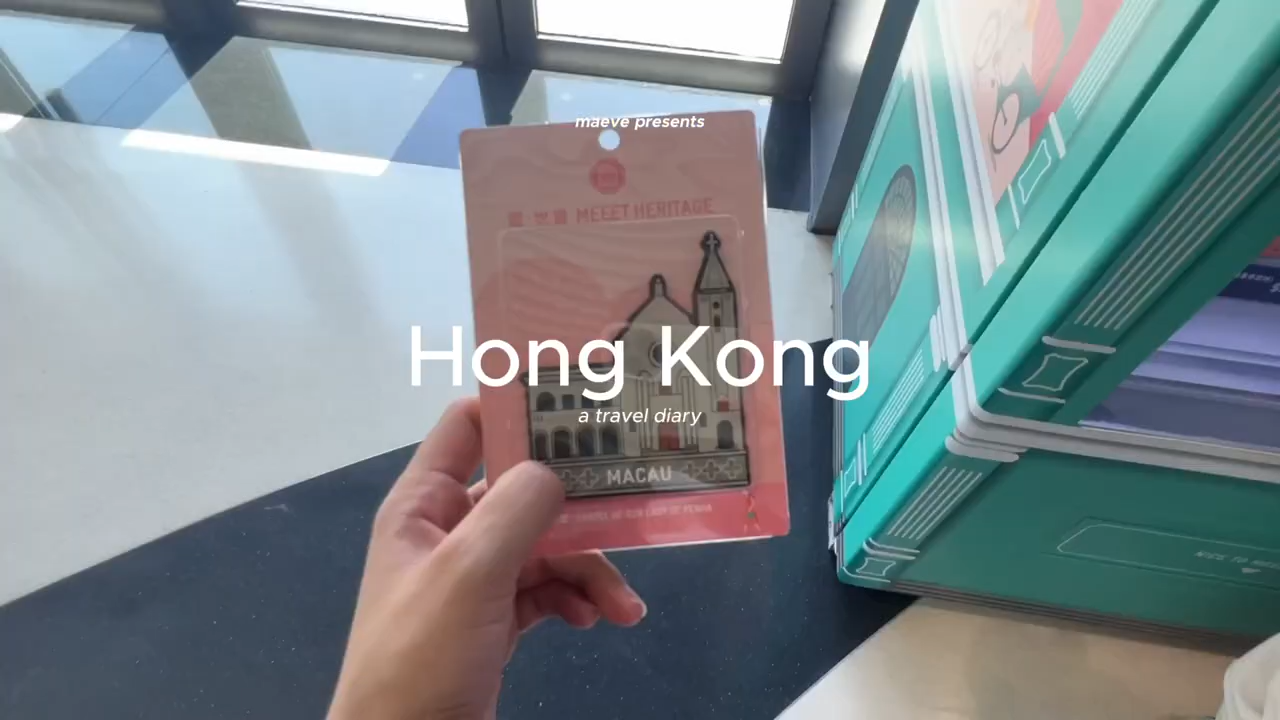 maeve presents
MEEET HERITAGE
Hong Kong
a travel diary
MACAU